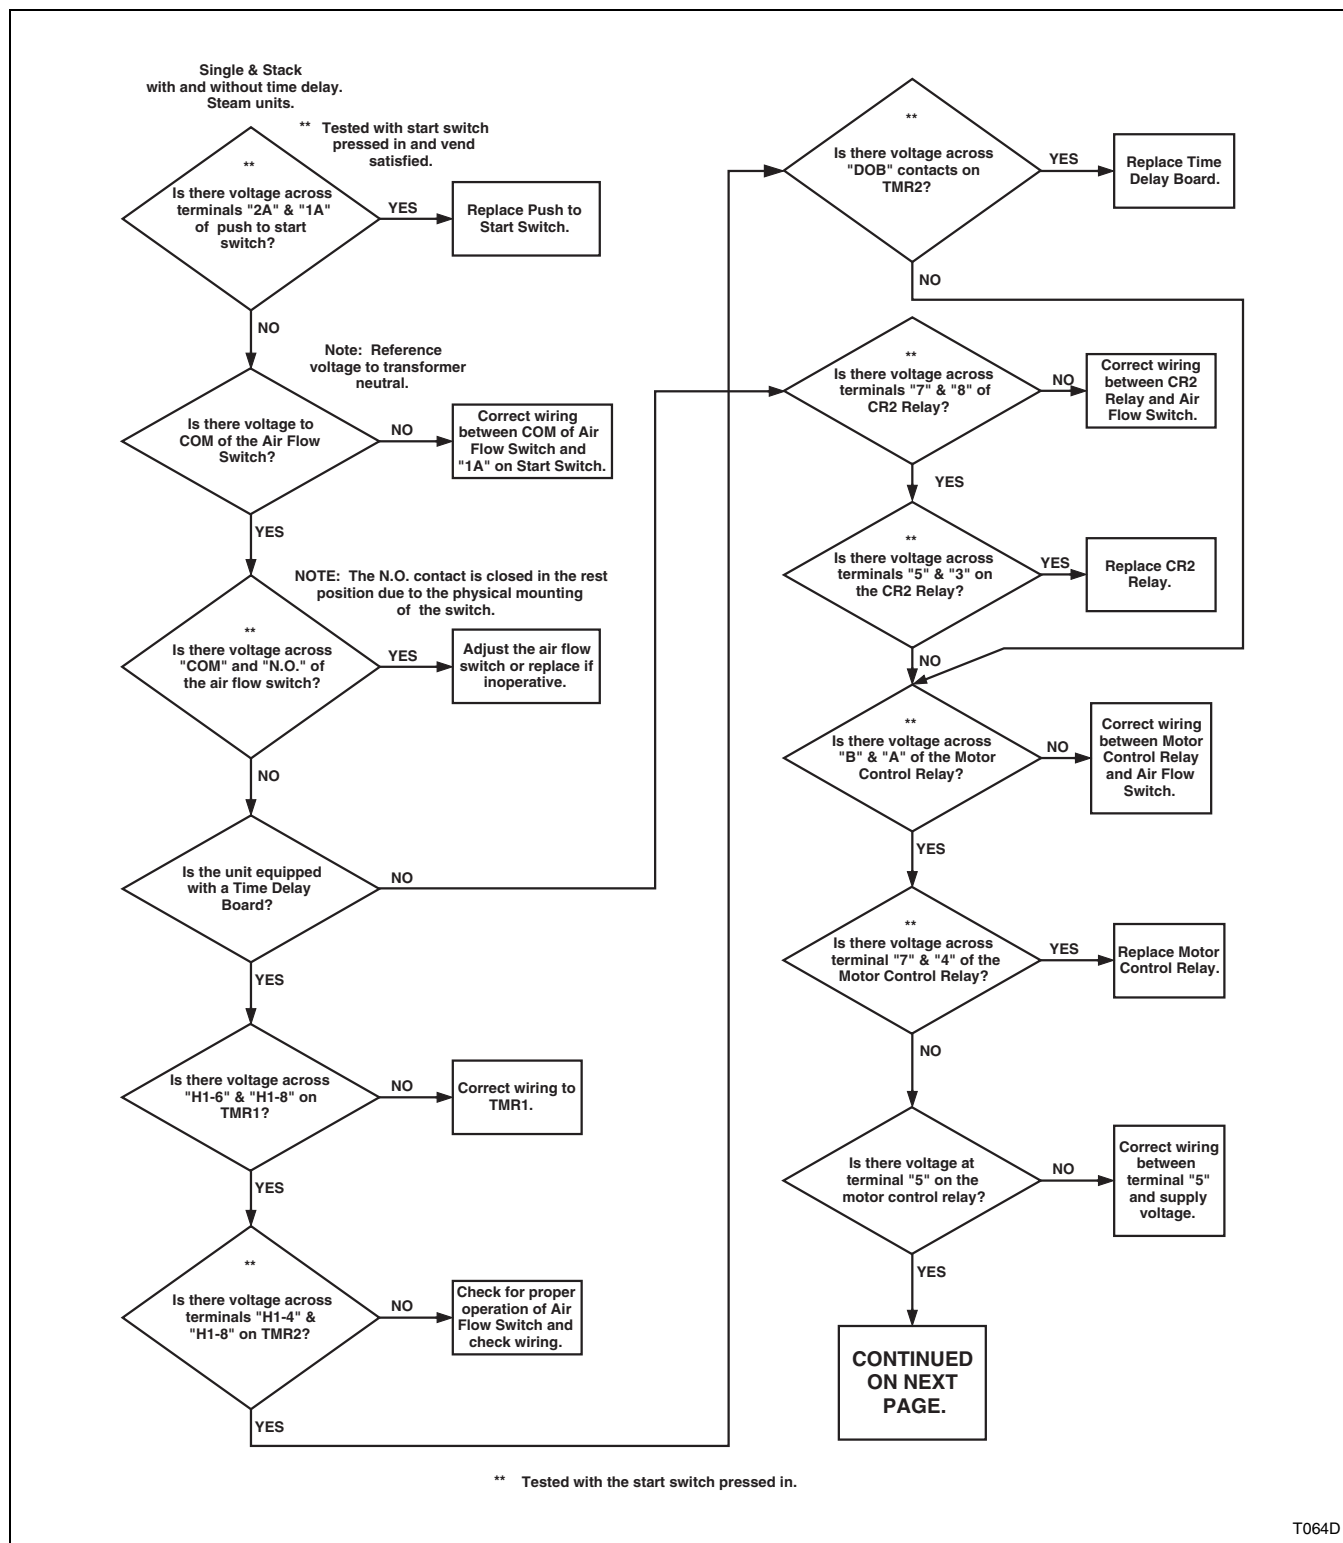 Single & Stack
with and without time delay.
Steam units.
** Tested with start switch
pressed in and vend
satisfied.
**
Is there voltage across
terminals "2A" & "1A"
of push to start
switch?
YES
Replace Push to
Start Switch.
NO
Note: Reference
voltage to transformer
neutral.
Is there voltage to
COM of the Air Flow
Switch?
NO
Correct wiring
between COM of Air
Flow Switch and
"1A" on Start Switch.
YES
NOTE: The N.O. contact is closed in the rest
position due to the physical mounting
of the switch.
**
Is there voltage across
"COM" and "N.O." of
the air flow switch?
YES
Adjust the air flow
switch or replace if
inoperative.
NO
Is the unit equipped
with a Time Delay
Board?
NO
YES
Is there voltage across
"H1-6" & "H1-8" on
TMR1?
NO
Correct wiring to
TMR1.
YES
**
Is there voltage across
terminals "H1-4" &
"H1-8" on TMR2?
NO
Check for proper
operation of Air
Flow Switch and
check wiring.
YES
**
Is there voltage across
"DOB" contacts on
TMR2?
YES
Replace Time
Delay Board.
NO
**
Is there voltage across
terminals "7" & "8" of
CR2 Relay?
NO
Correct wiring
between CR2
Relay and Air
Flow Switch.
YES
**
Is there voltage across
terminals "5" & "3" on
the CR2 Relay?
YES
Replace CR2
Relay.
NO
**
Is there voltage across
"B" & "A" of the Motor
Control Relay?
NO
Correct wiring
between Motor
Control Relay
and Air Flow
Switch.
YES
**
Is there voltage across
terminal "7" & "4" of the
Motor Control Relay?
YES
Replace Motor
Control Relay.
NO
Is there voltage at
terminal "5" on the
motor control relay?
NO
Correct wiring
between
terminal "5"
and supply
voltage.
YES
CONTINUED
ON NEXT
PAGE.
** Tested with the start switch pressed in.
T064D